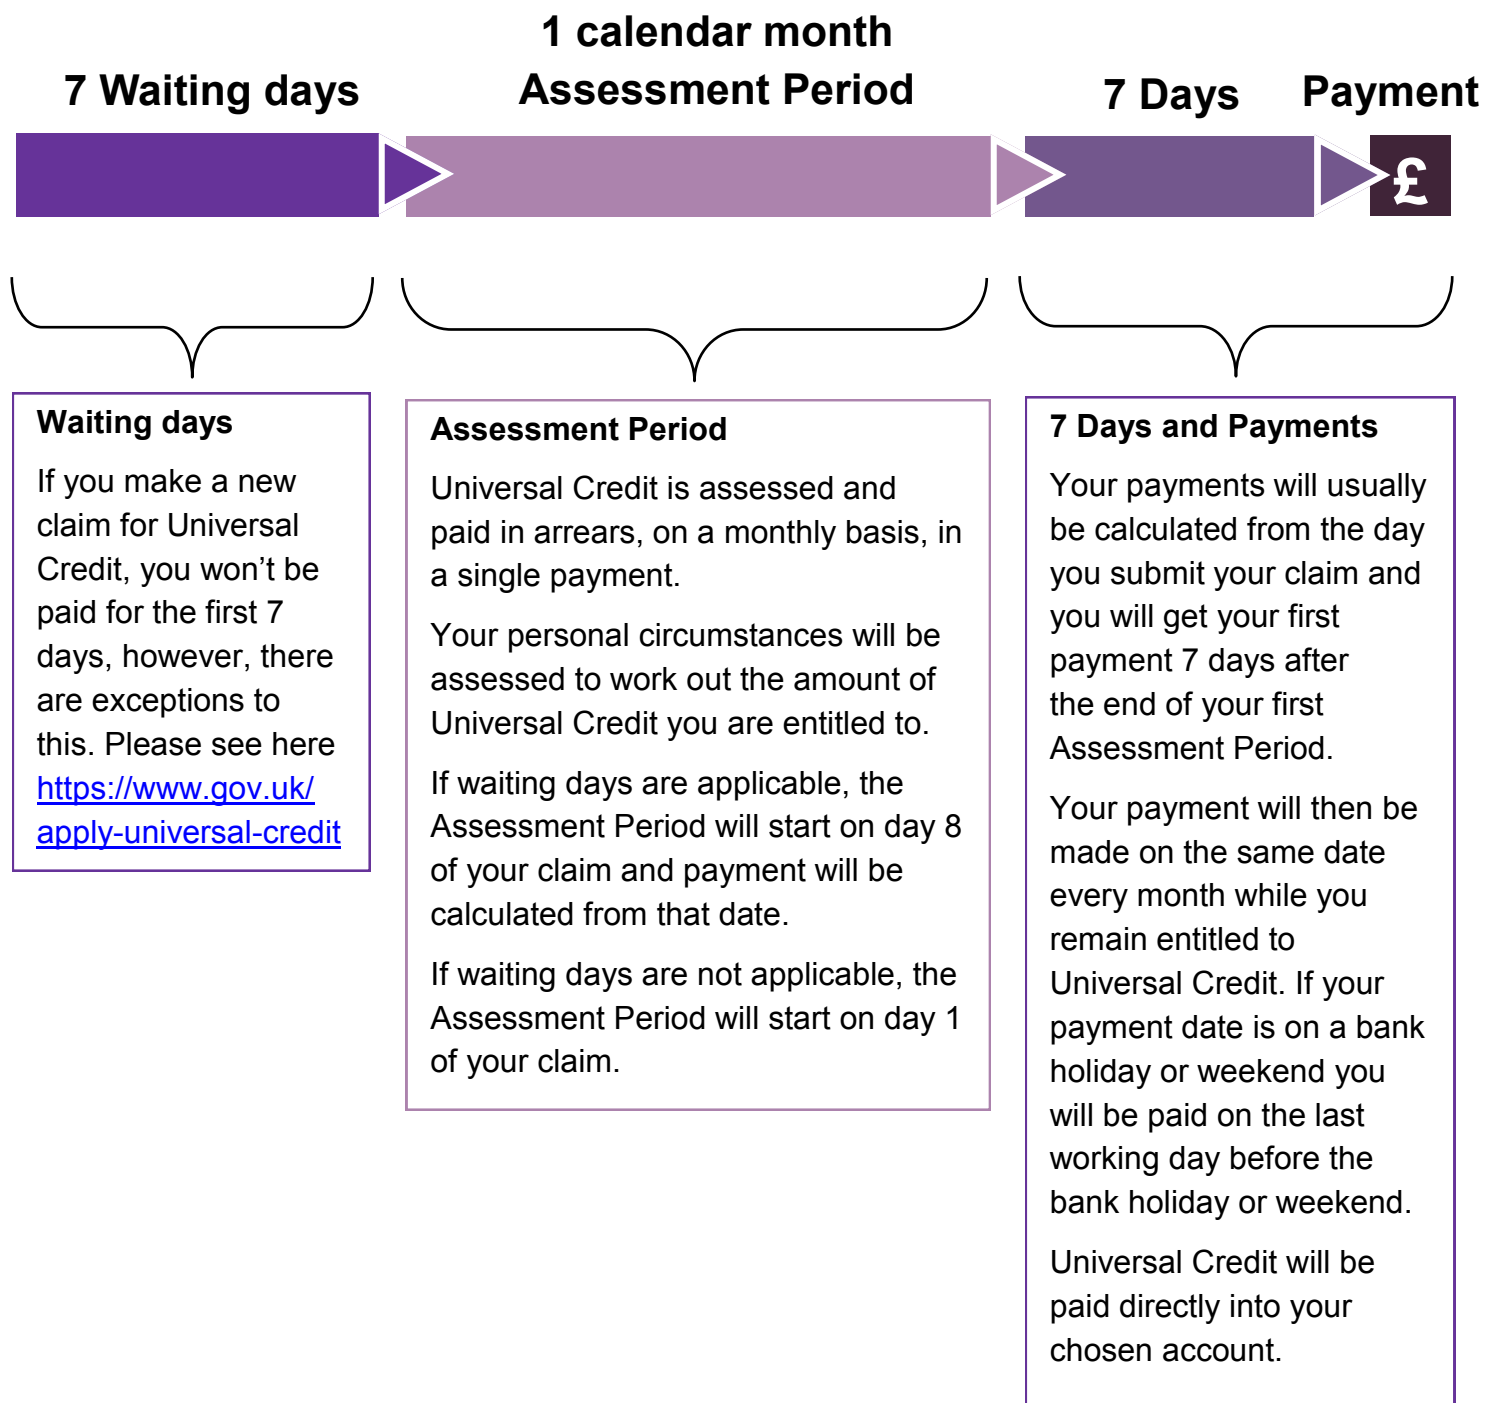 7 Waiting days
1 calendar month
Assessment Period
7 Days
Payment
£
Waiting days
If you make a new
claim for Universal
Credit, you won’t be
paid for the first 7
days, however, there
are exceptions to
this. Please see here
https://www.gov.uk/
apply-universal-credit
Assessment Period
Universal Credit is assessed and
paid in arrears, on a monthly basis, in
a single payment.
Your personal circumstances will be
assessed to work out the amount of
Universal Credit you are entitled to.
If waiting days are applicable, the
Assessment Period will start on day 8
of your claim and payment will be
calculated from that date.
If waiting days are not applicable, the
Assessment Period will start on day 1
of your claim.
7 Days and Payments
Your payments will usually
be calculated from the day
you submit your claim and
you will get your first
payment 7 days after
the end of your first
Assessment Period.
Your payment will then be
made on the same date
every month while you
remain entitled to
Universal Credit. If your
payment date is on a bank
holiday or weekend you
will be paid on the last
working day before the
bank holiday or weekend.
Universal Credit will be
paid directly into your
chosen account.